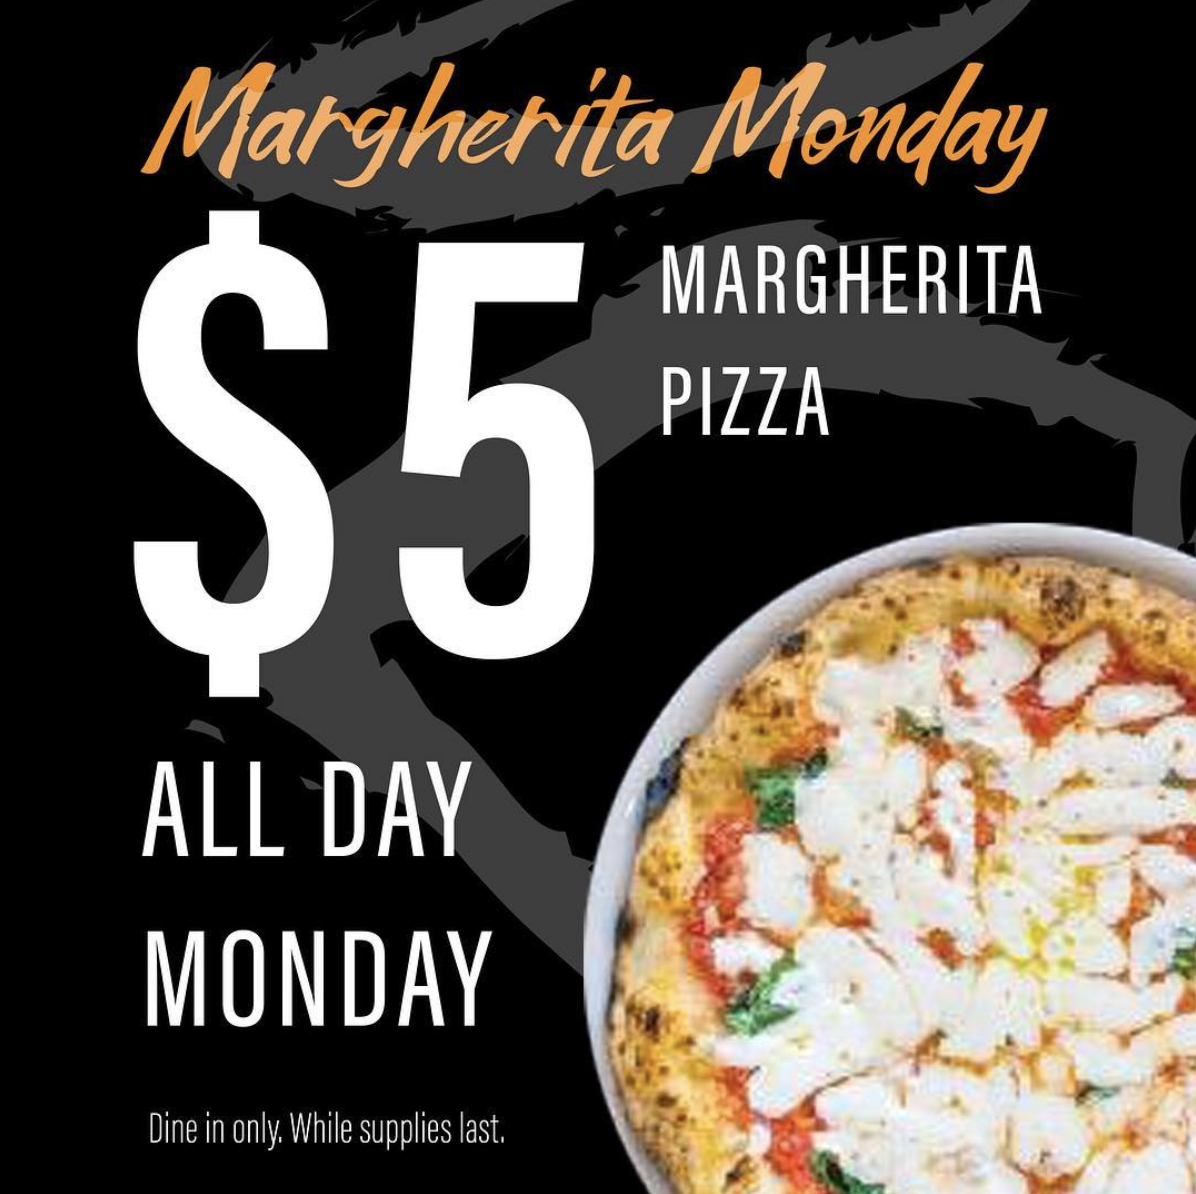 Margherita Monday
$5
MARGHERITA
PIZZA
ALL DAY
MONDAY
Dine in only. While supplies last.